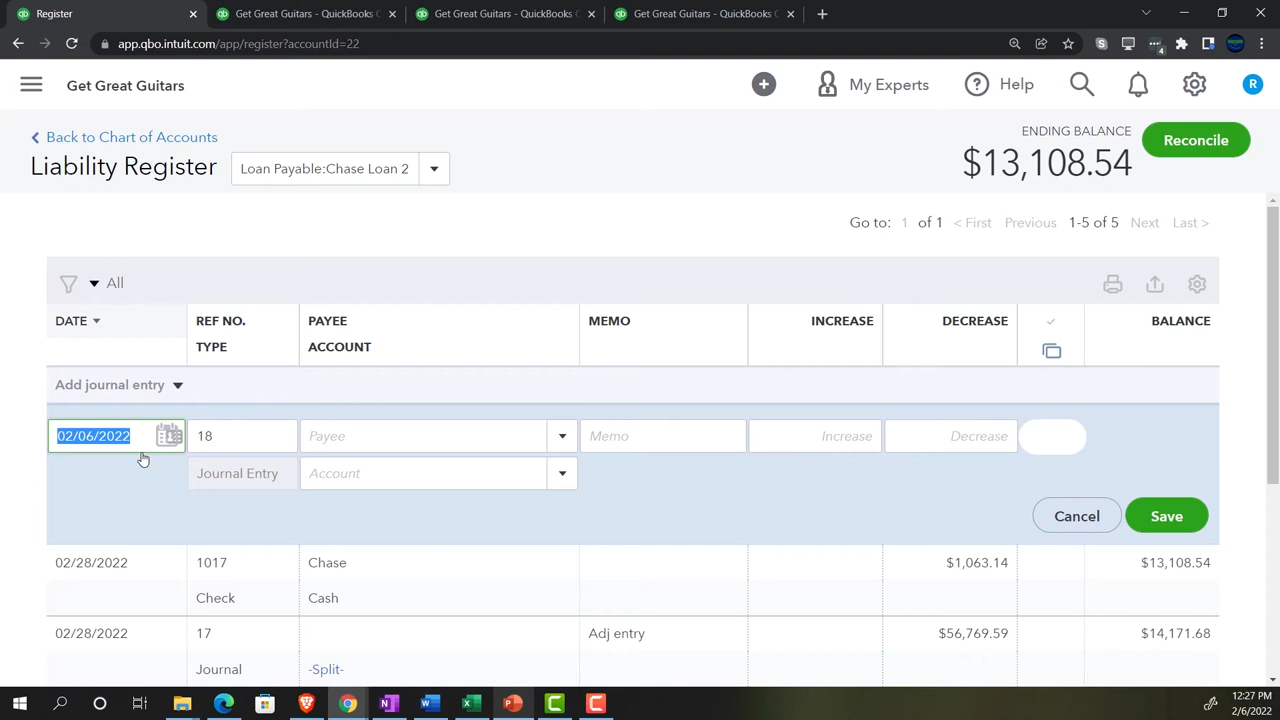 Register
Get Great Guitars - QuickBooks C
Get Great Guitars - QuickBooks C
Get Great Guitars - QuickBooks C
app.qbo.intuit.com/app/register?accountId=22
4
Get Great Guitars
My Experts
Help
R
Back to Chart of Accounts
Liability Register
Loan Payable:Chase Loan 2
ENDING BALANCE
$13,108.54
Reconcile
Go to: 1 of 1 < First Previous 1-5 of 5 Next Last >
All
DATE REF NO. PAYEE MEMO INCREASE DECREASE BALANCE
TYPE ACCOUNT
Add journal entry
02/06/2022 18 Payee Memo Increase Decrease
Journal Entry Account
Cancel Save
02/28/2022 1017 Chase $1,063.14 $13,108.54
Check Cash
02/28/2022 17 Adj entry $56,769.59 $14,171.68
Journal -Split-
12:27 PM
2/6/2022